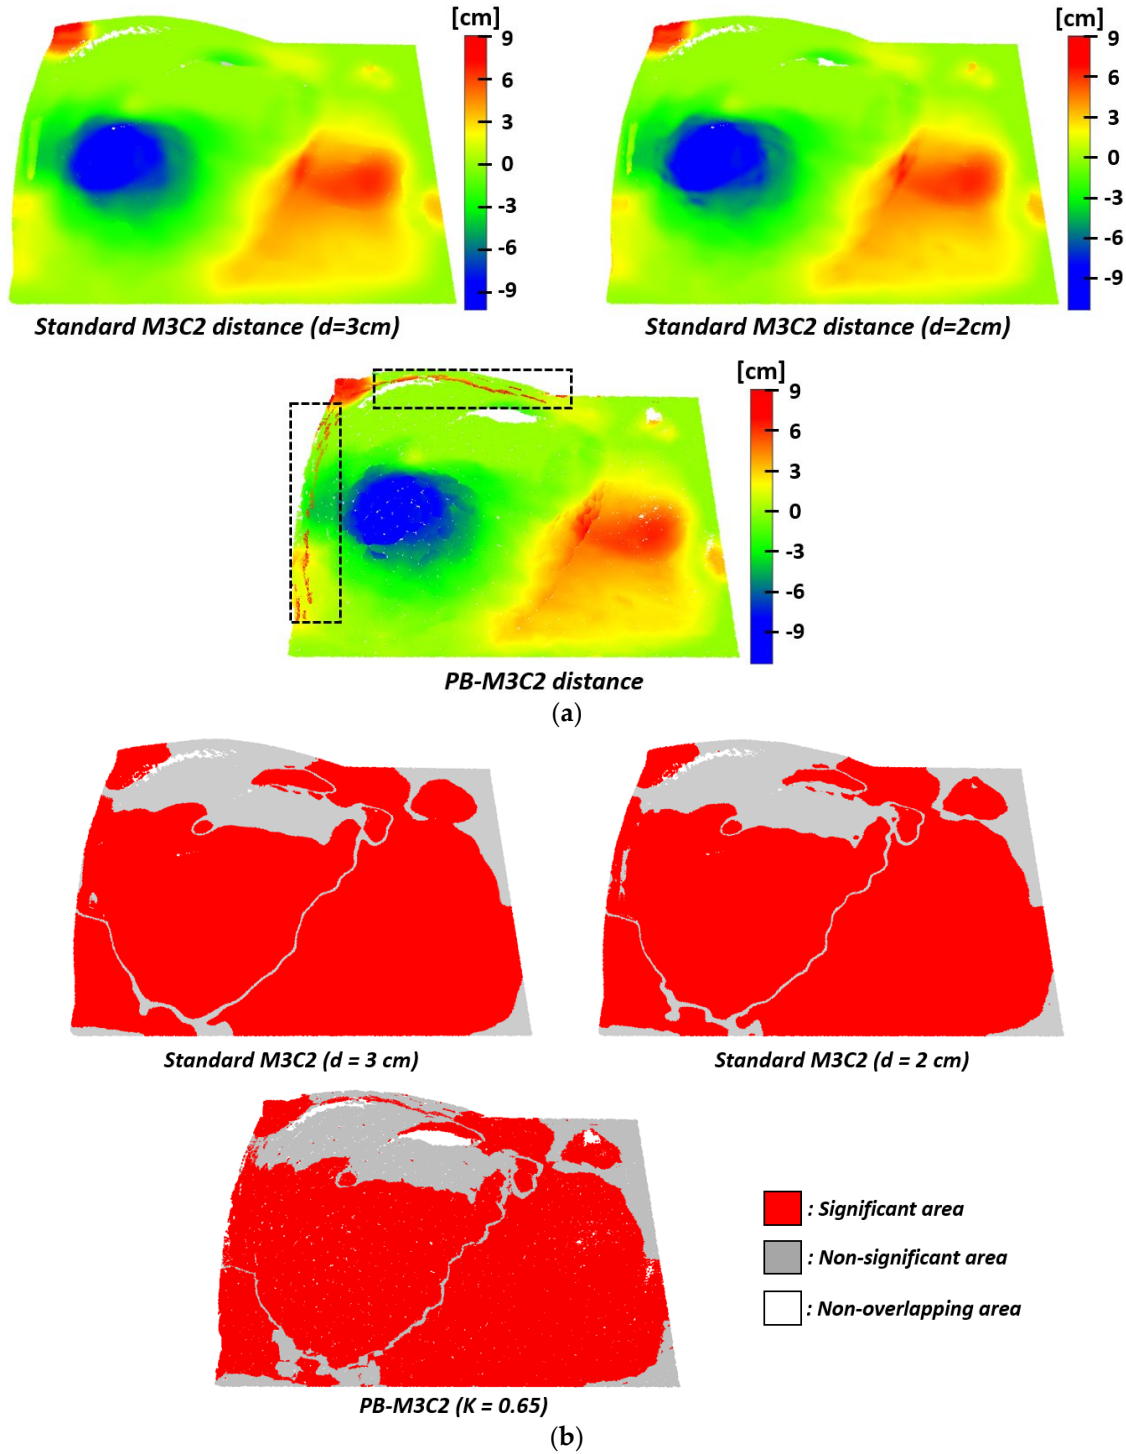 [cm]
9
6
3
0
-3
-6
-9
Standard M3C2 distance (d=3cm)
[cm]
9
6
3
0
-3
-6
-9
Standard M3C2 distance (d=2cm)
[cm]
9
6
3
0
-3
-6
-9
PB-M3C2 distance
(a)
Standard M3C2 (d = 3 cm)
Standard M3C2 (d = 2 cm)
: Significant area
: Non-significant area
: Non-overlapping area
PB-M3C2 (K = 0.65)
(b)